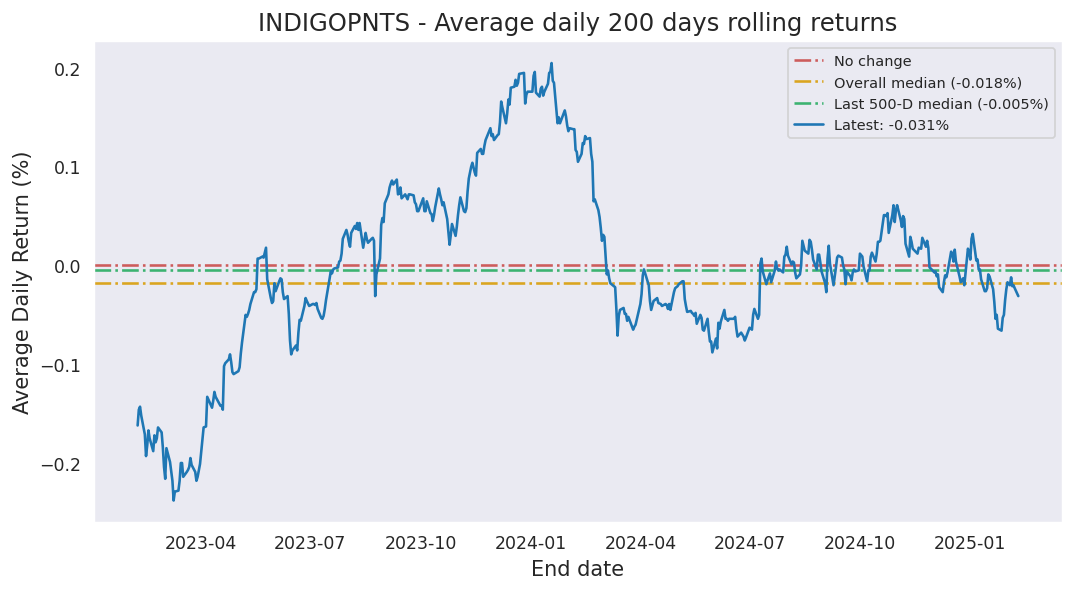 INDIGOPNTS - Average daily 200 days rolling returns
No change
Overall median (-0.018%)
Last 500-D median (-0.005%)
Latest: -0.031%
Average Daily Return (%)
0.2
0.1
0.0
−0.1
−0.2
2023-04 2023-07 2023-10 2024-01 2024-04 2024-07 2024-10 2025-01
End date